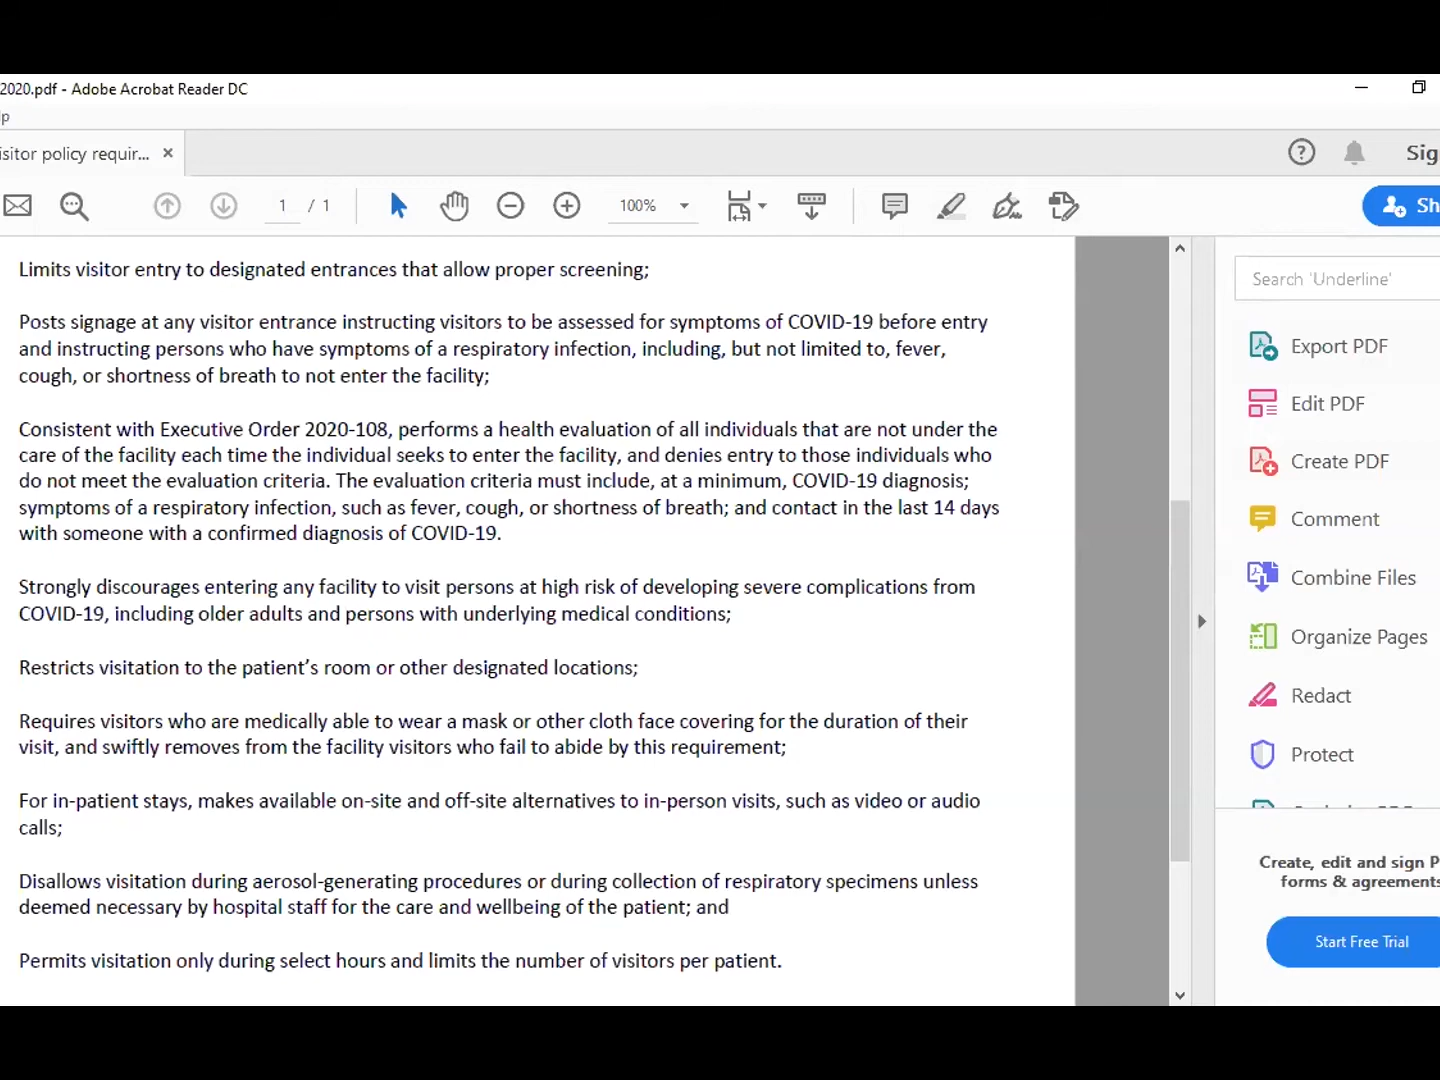 2020.pdf - Adobe Acrobat Reader DC
isitor policy requir...
1 / 1
100%
Limits visitor entry to designated entrances that allow proper screening;
Posts signage at any visitor entrance instructing visitors to be assessed for symptoms of COVID-19 before entry
and instructing persons who have symptoms of a respiratory infection, including, but not limited to, fever,
cough, or shortness of breath to not enter the facility;
Consistent with Executive Order 2020-108, performs a health evaluation of all individuals that are not under the
care of the facility each time the individual seeks to enter the facility, and denies entry to those individuals who
do not meet the evaluation criteria. The evaluation criteria must include, at a minimum, COVID-19 diagnosis;
symptoms of a respiratory infection, such as fever, cough, or shortness of breath; and contact in the last 14 days
with someone with a confirmed diagnosis of COVID-19.
Strongly discourages entering any facility to visit persons at high risk of developing severe complications from
COVID-19, including older adults and persons with underlying medical conditions;
Restricts visitation to the patient’s room or other designated locations;
Requires visitors who are medically able to wear a mask or other cloth face covering for the duration of their
visit, and swiftly removes from the facility visitors who fail to abide by this requirement;
For in-patient stays, makes available on-site and off-site alternatives to in-person visits, such as video or audio
calls;
Disallows visitation during aerosol-generating procedures or during collection of respiratory specimens unless
deemed necessary by hospital staff for the care and wellbeing of the patient; and
Permits visitation only during select hours and limits the number of visitors per patient.
Sig
Sh
Search 'Underline'
Export PDF
Edit PDF
Create PDF
Comment
Combine Files
Organize Pages
Redact
Protect
Create, edit and sign P
forms & agreements
Start Free Trial